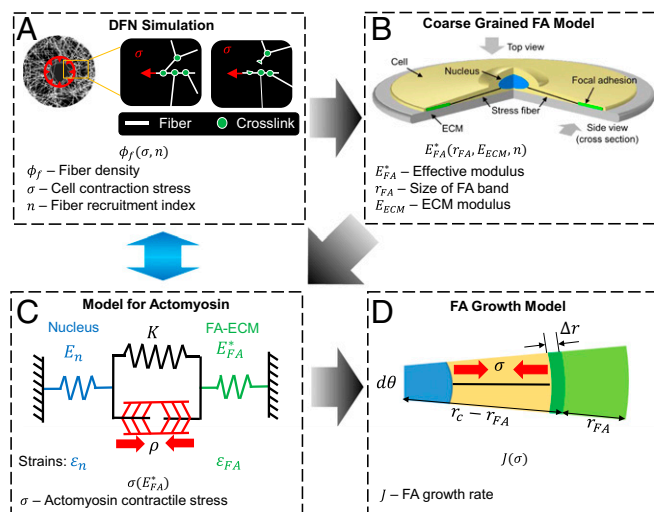 A
DFN Simulation
σ
σ
Fiber
Crosslink
ϕ_f(σ, n)
ϕ_f – Fiber density
σ – Cell contraction stress
n – Fiber recruitment index
B
Coarse Grained FA Model
Top view
Cell
Nucleus
Focal adhesion
ECM
Stress fiber
Side view
(cross section)
E*_FA(r_FA, E_ECM, n)
E*_FA – Effective modulus
r_FA – Size of FA band
E_ECM – ECM modulus
C
Model for Actomyosin
Nucleus
K
FA-ECM
E_n
E*_FA
ρ
Strains: ε_n
ε_FA
σ(E*_FA)
σ – Actomyosin contractile stress
D
FA Growth Model
Δr
σ
dθ
r_c − r_FA
r_FA
J(σ)
J – FA growth rate